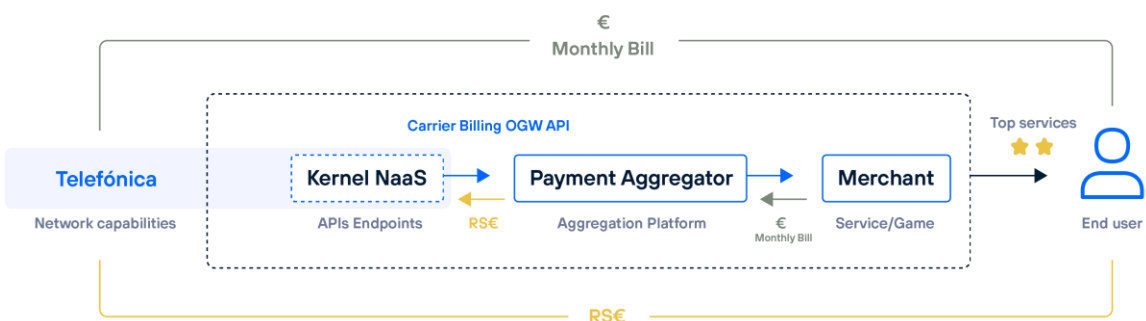 €
Monthly Bill
Carrier Billing OGW API
Top services
Telefónica
Kernel NaaS
Payment Aggregator
Merchant
Network capabilities
APIs Endpoints
RS€
Aggregation Platform
€
Monthly Bill
Service/Game
End user
RS€